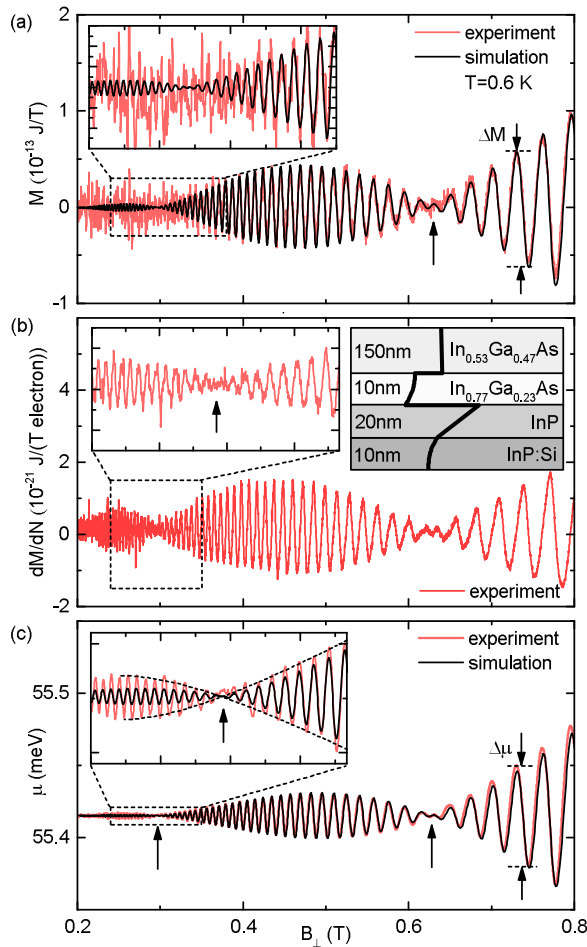 (a)
2
experiment
simulation
T=0.6 K
ΔM
M (10⁻¹³ J/T)
1
0
-1
(b)
6
4
2
0
-2
150nm In₀.₅₃Ga₀.₄₇As
10nm In₀.₇₇Ga₀.₂₃As
20nm InP
10nm InP:Si
dM/dN (10⁻²¹ J/(T electron))
experiment
(c)
experiment
simulation
55.5
Δμ
μ (meV)
55.4
0.2 0.4 0.6 0.8
B⊥ (T)